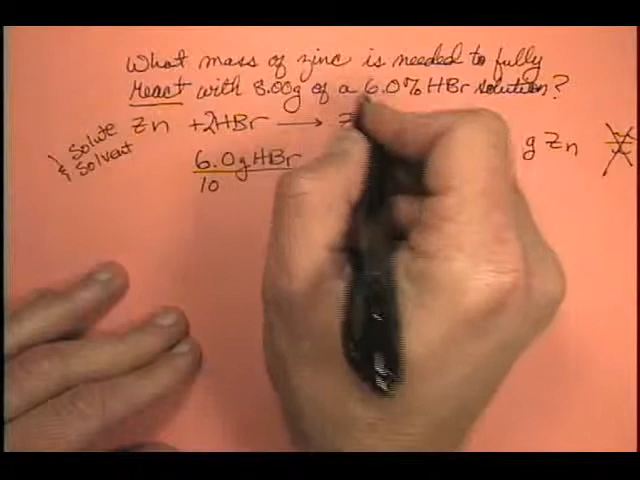 What mass of zinc is needed to fully
react with 8.00g of a 6.0% HBr solution?
Zn + 2HBr → Z
Solute
& Solvent
6.0g HBr
10
g Zn